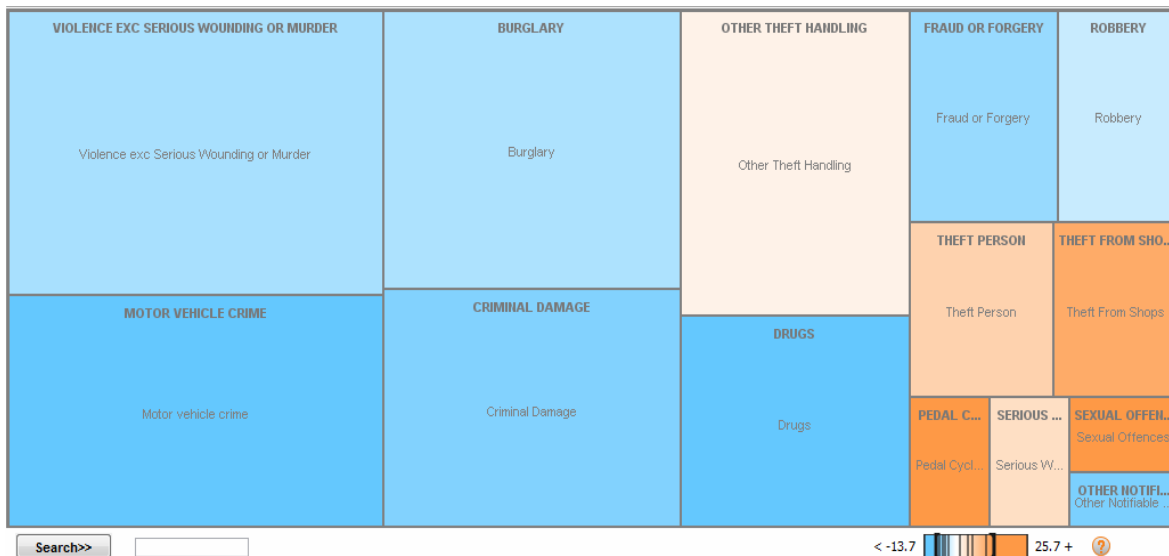 VIOLENCE EXC SERIOUS WOUNDING OR MURDER
Violence exc Serious Wounding or Murder
BURGLARY
Burglary
OTHER THEFT HANDLING
Other Theft Handling
FRAUD OR FORGERY
Fraud or Forgery
ROBBERY
Robbery
THEFT PERSON
Theft Person
THEFT FROM SHO...
Theft From Shops
MOTOR VEHICLE CRIME
Motor vehicle crime
CRIMINAL DAMAGE
Criminal Damage
DRUGS
Drugs
PEDAL C...
Pedal Cycl...
SERIOUS ...
Serious W...
SEXUAL OFFEN...
Sexual Offences
OTHER NOTIFI...
Other Notifiable ...
Search>>
< -13.7
25.7 +
?